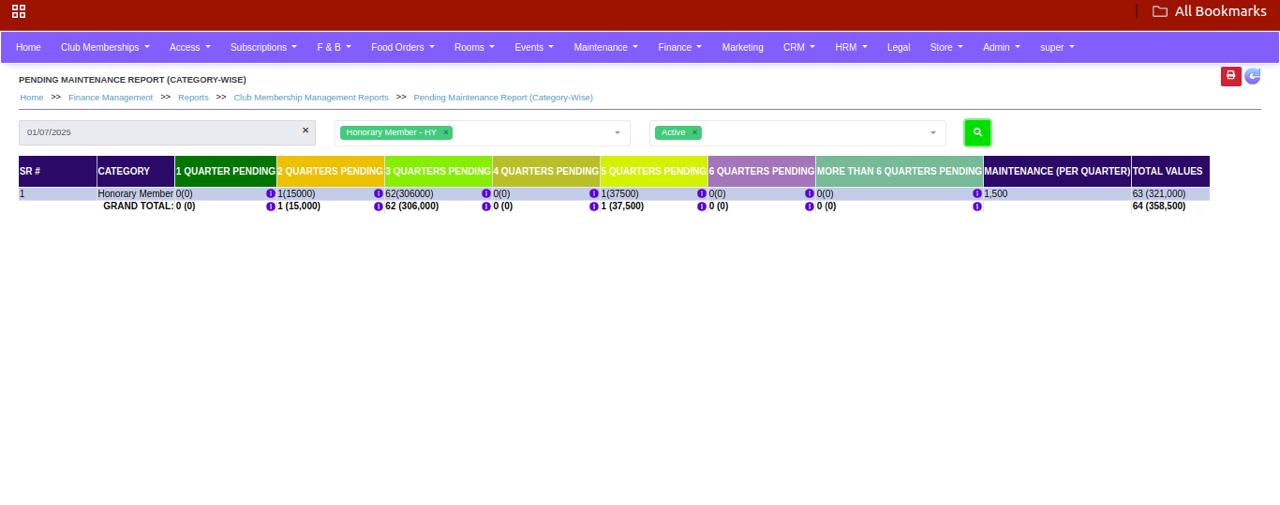 All Bookmarks
Home Club Memberships Access Subscriptions F & B Food Orders Rooms Events Maintenance Finance Marketing CRM HRM Legal Store Admin super
PENDING MAINTENANCE REPORT (CATEGORY-WISE)
Home >> Finance Management >> Reports >> Club Membership Management Reports >> Pending Maintenance Report (Category-Wise)
01/07/2025 × Honorary Member - HY × Active ×
SR # CATEGORY 1 QUARTER PENDING 2 QUARTERS PENDING 3 QUARTERS PENDING 4 QUARTERS PENDING 5 QUARTERS PENDING 6 QUARTERS PENDING MORE THAN 6 QUARTERS PENDING MAINTENANCE (PER QUARTER) TOTAL VALUES
1 Honorary Member 0(0) 1(15000) 62(306000) 0(0) 1(37500) 0(0) 0(0) 1,500 63 (321,000)
GRAND TOTAL: 0 (0) 1 (15,000) 62 (306,000) 0 (0) 1 (37,500) 0 (0) 0 (0) 64 (358,500)